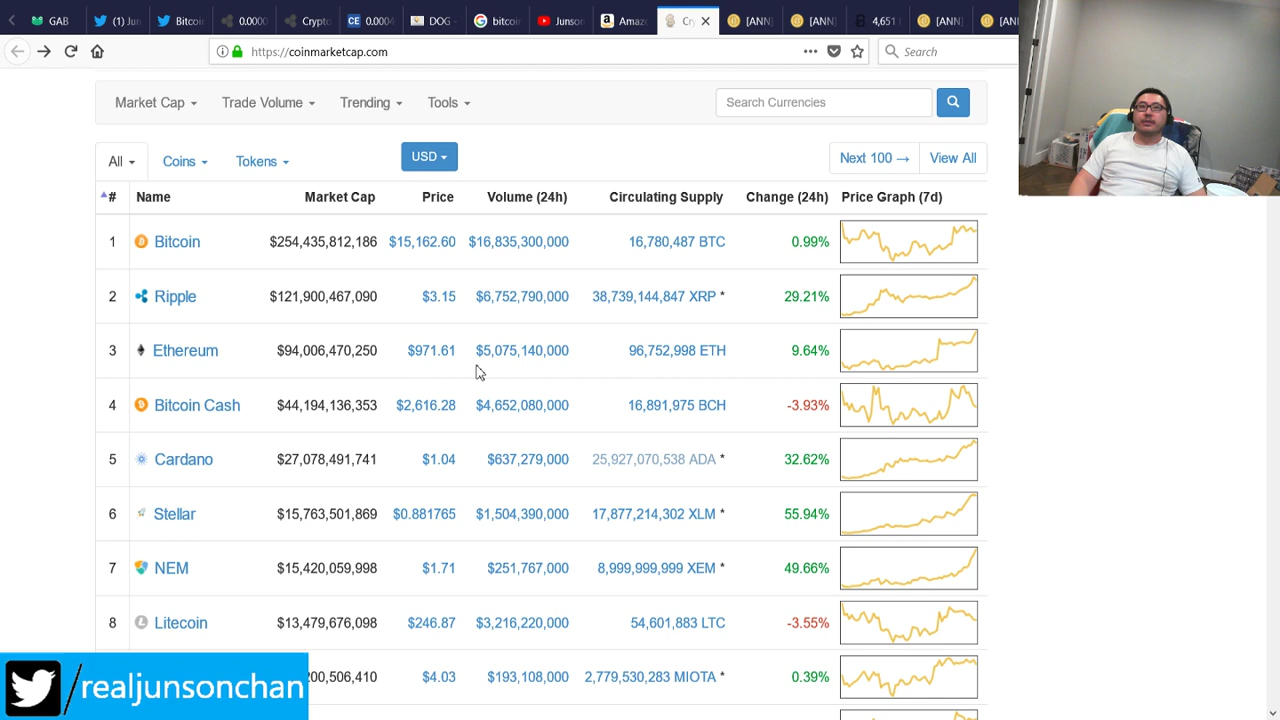 GAB
(1) Jun
Bitcoin
0.0000
Crypto
CE 0.0004
DOG -
G bitcoin
Junson
a Amazo
Cry
[ANN]
[ANN]
4,651
[ANN]
[AN
https://coinmarketcap.com
Search
Market Cap
Trade Volume
Trending
Tools
Search Currencies
All
Coins
Tokens
USD
Next 100 →
View All
# Name Market Cap Price Volume (24h) Circulating Supply Change (24h) Price Graph (7d)
1 Bitcoin $254,435,812,186 $15,162.60 $16,835,300,000 16,780,487 BTC 0.99%
2 Ripple $121,900,467,090 $3.15 $6,752,790,000 38,739,144,847 XRP * 29.21%
3 Ethereum $94,006,470,250 $971.61 $5,075,140,000 96,752,998 ETH 9.64%
4 Bitcoin Cash $44,194,136,353 $2,616.28 $4,652,080,000 16,891,975 BCH -3.93%
5 Cardano $27,078,491,741 $1.04 $637,279,000 25,927,070,538 ADA * 32.62%
6 Stellar $15,763,501,869 $0.881765 $1,504,390,000 17,877,214,302 XLM * 55.94%
7 NEM $15,420,059,998 $1.71 $251,767,000 8,999,999,999 XEM * 49.66%
8 Litecoin $13,479,676,098 $246.87 $3,216,220,000 54,601,883 LTC -3.55%
200,506,410 $4.03 $193,108,000 2,779,530,283 MIOTA * 0.39%
/realjunsonchan